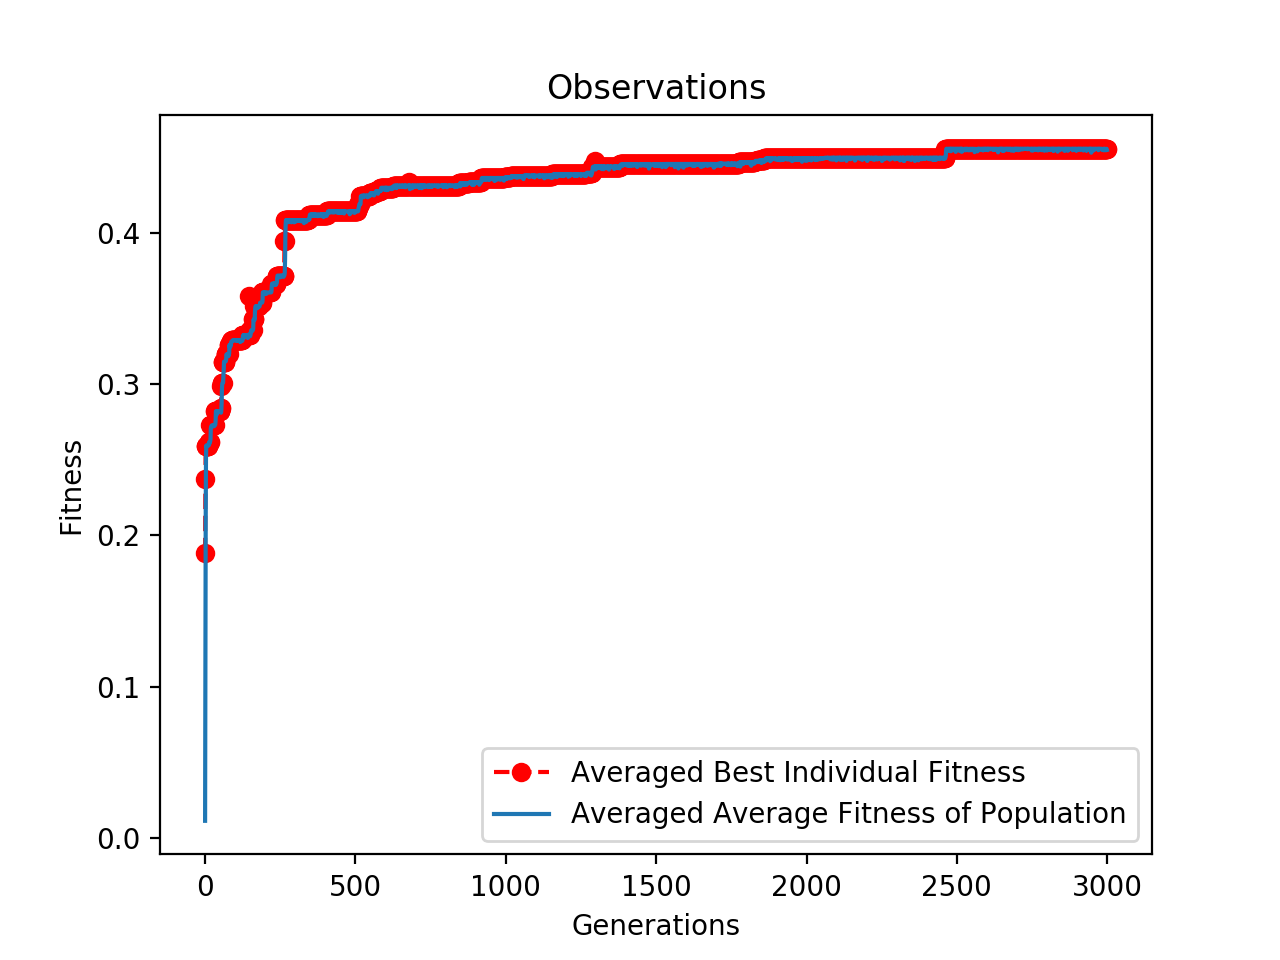 Observations
Fitness
0.4
0.3
0.2
0.1
0.0
0 500 1000 1500 2000 2500 3000
Generations
Averaged Best Individual Fitness
Averaged Average Fitness of Population